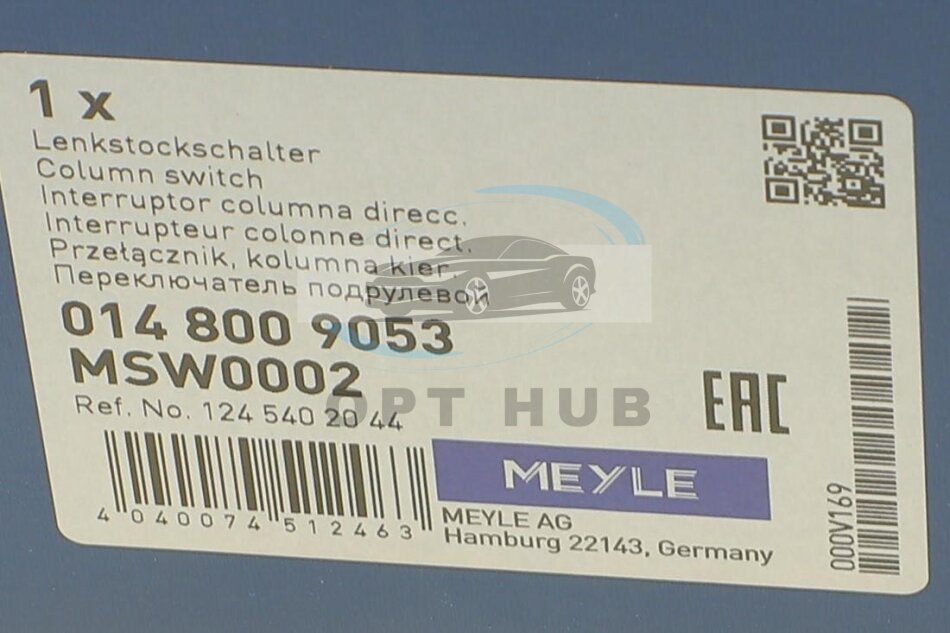 1 x
Lenkstockschalter
Column switch
Interruptor columna direcc.
Interrupteur colonne direct.
Przełącznik, kolumna kier.
Переключатель подрулевой
014 800 9053
MSW0002
Ref. No. 124 540 20 44
OPT HUB
EAC
4 040074 512463
MEYLE
MEYLE AG
Hamburg 22143, Germany
000V169